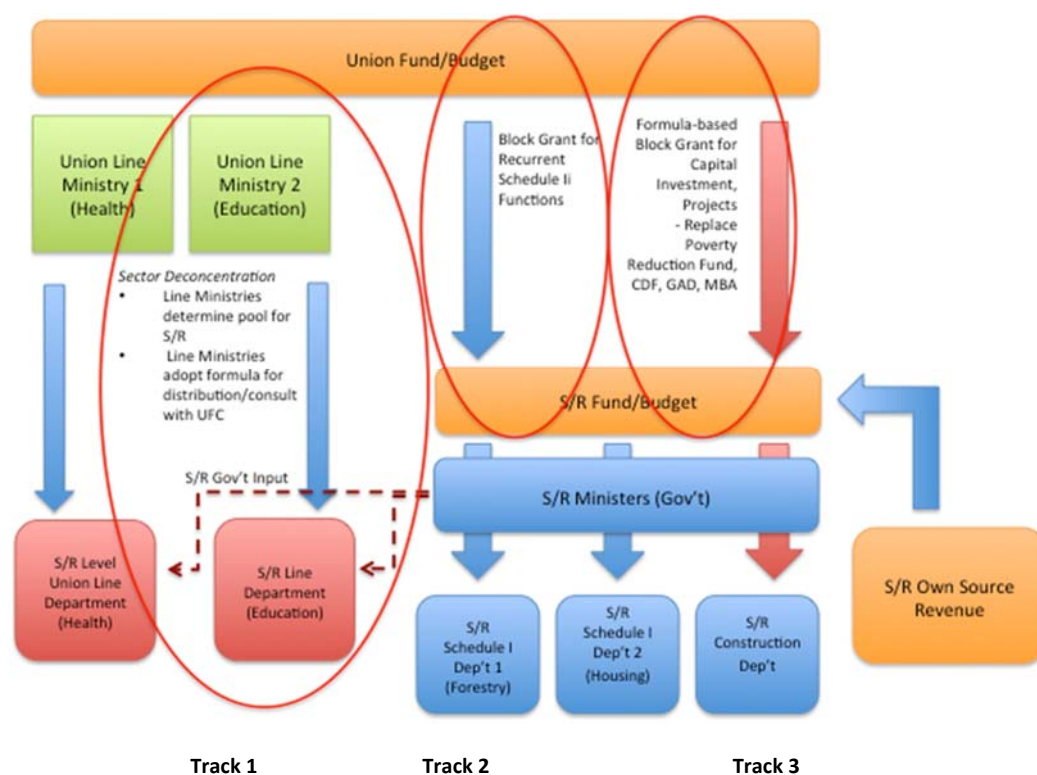 Union Fund/Budget
Union Line
Ministry 1
(Health)
Union Line
Ministry 2
(Education)
Block Grant for
Recurrent
Schedule Ii
Functions
Formula-based
Block Grant for
Capital
Investment,
Projects
- Replace
Poverty
Reduction Fund,
CDF, GAD, MBA
Sector Deconcentration
• Line Ministries
determine pool for
S/R
• Line Ministries
adopt formula for
distribution/consult
with UFC
S/R Fund/Budget
S/R Gov't Input
S/R Ministers (Gov't)
S/R Level
Union Line
Department
(Health)
S/R Line
Department
(Education)
S/R Own Source
Revenue
S/R
Schedule I
Dep't 1
(Forestry)
S/R
Schedule I
Dep't 2
(Housing)
S/R
Construction
Dep't
Track 1
Track 2
Track 3